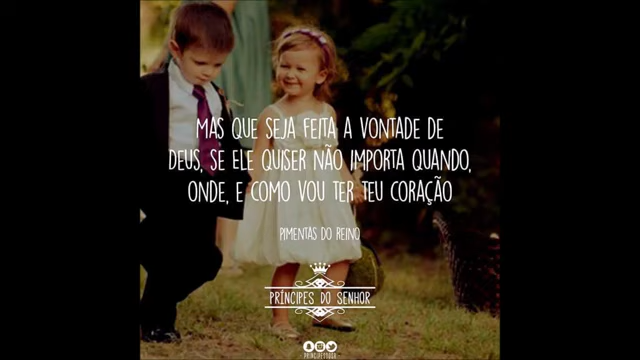 MAS QUE SEJA FEITA A VONTADE DE
DEUS, SE ELE QUISER NÃO IMPORTA QUANDO,
ONDE, E COMO VOU TER TEU CORAÇÃO
PIMENTAS DO REINO
PRÍNCIPES DO SENHOR